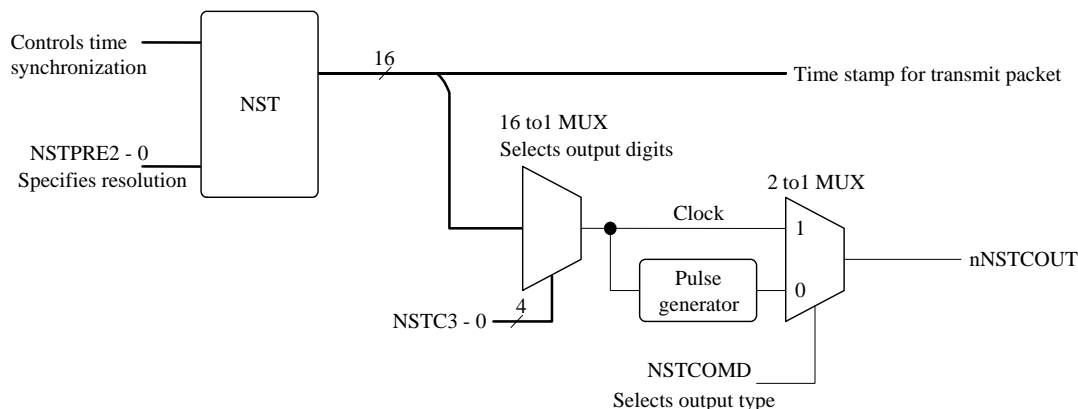 Controls time
synchronization
NST
16
Time stamp for transmit packet
NSTPRE2 - 0
Specifies resolution
16 to1 MUX
Selects output digits
2 to1 MUX
Clock
1
nNSTCOUT
Pulse
generator
0
NSTC3 - 0
4
NSTCOMD
Selects output type